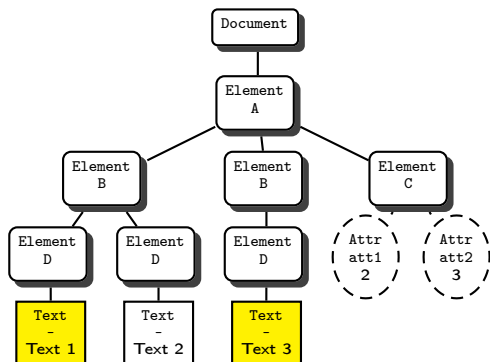 Document
Element
A
Element
B
Element
B
Element
C
Element
D
Element
D
Element
D
Attr
att1
2
Attr
att2
3
Text
-
Text 1
Text
-
Text 2
Text
-
Text 3